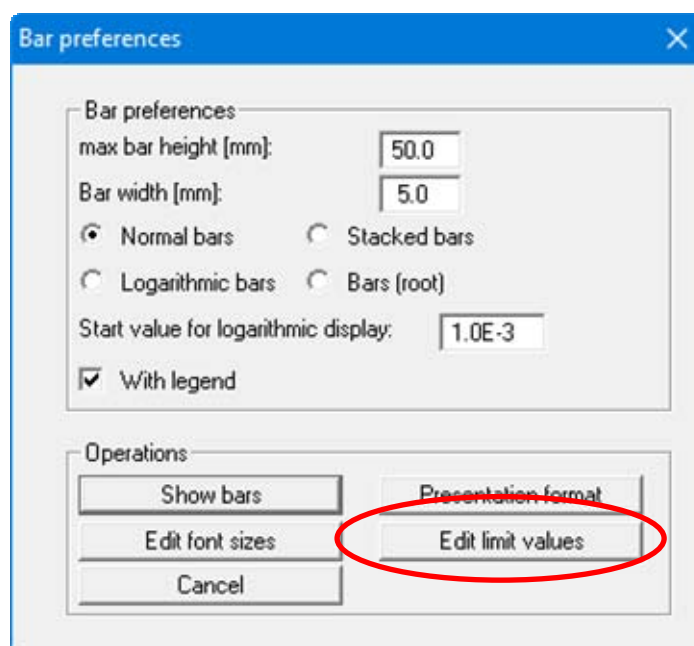 Bar preferences
Bar preferences
max bar height [mm]: 50.0
Bar width [mm]: 5.0
Normal bars Stacked bars
Logarithmic bars Bars (root)
Start value for logarithmic display: 1.0E-3
With legend
Operations
Show bars Presentation format
Edit font sizes Edit limit values
Cancel